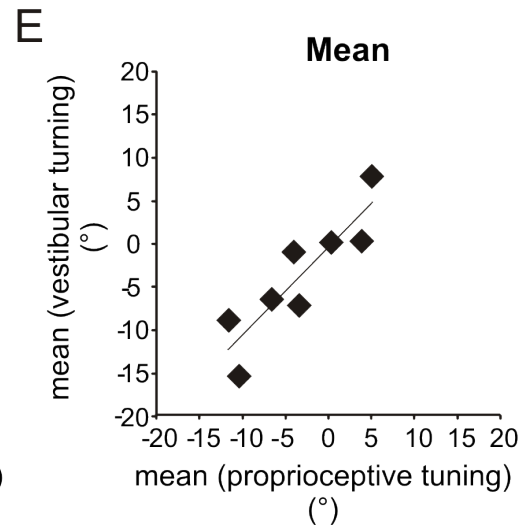 E
Mean
mean (vestibular turning)
(°)
20
15
10
5
0
-5
-10
-15
-20
-20 -15 -10 -5 0 5 10 15 20
mean (proprioceptive tuning)
(°)
)